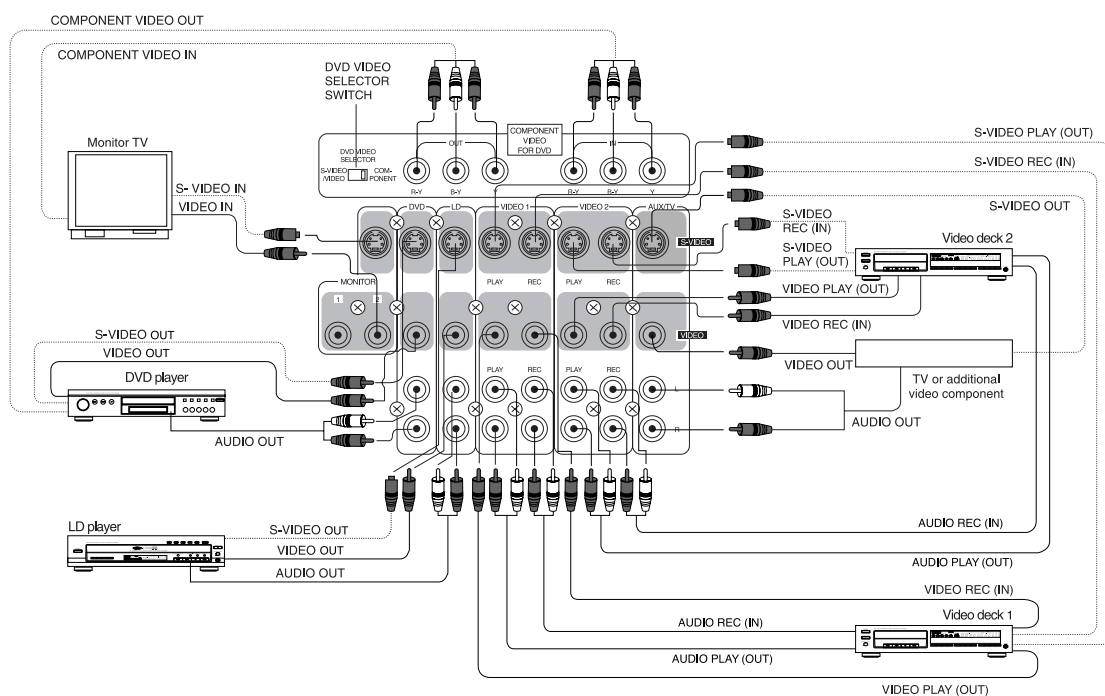 COMPONENT VIDEO OUT
COMPONENT VIDEO IN
DVD VIDEO
SELECTOR
SWITCH
Monitor TV
S- VIDEO IN
VIDEO IN
COMPONENT
VIDEO
FOR DVD
OUT
IN
DVD VIDEO
SELECTOR
S-VIDEO
/VIDEO
COM-
PONENT
R-Y
B-Y
Y
R-Y
B-Y
Y
DVD
LD
VIDEO 1
VIDEO 2
AUX/TV
S-VIDEO
MONITOR
1
2
PLAY
REC
PLAY
REC
VIDEO
PLAY
REC
PLAY
REC
L
R
S-VIDEO PLAY (OUT)
S-VIDEO REC (IN)
S-VIDEO OUT
S-VIDEO
REC (IN)
S-VIDEO
PLAY (OUT)
Video deck 2
VIDEO PLAY (OUT)
VIDEO REC (IN)
VIDEO OUT
TV or additional
video component
AUDIO OUT
S-VIDEO OUT
VIDEO OUT
DVD player
AUDIO OUT
LD player
S-VIDEO OUT
VIDEO OUT
AUDIO OUT
AUDIO REC (IN)
AUDIO PLAY (OUT)
VIDEO REC (IN)
Video deck 1
AUDIO REC (IN)
AUDIO PLAY (OUT)
VIDEO PLAY (OUT)